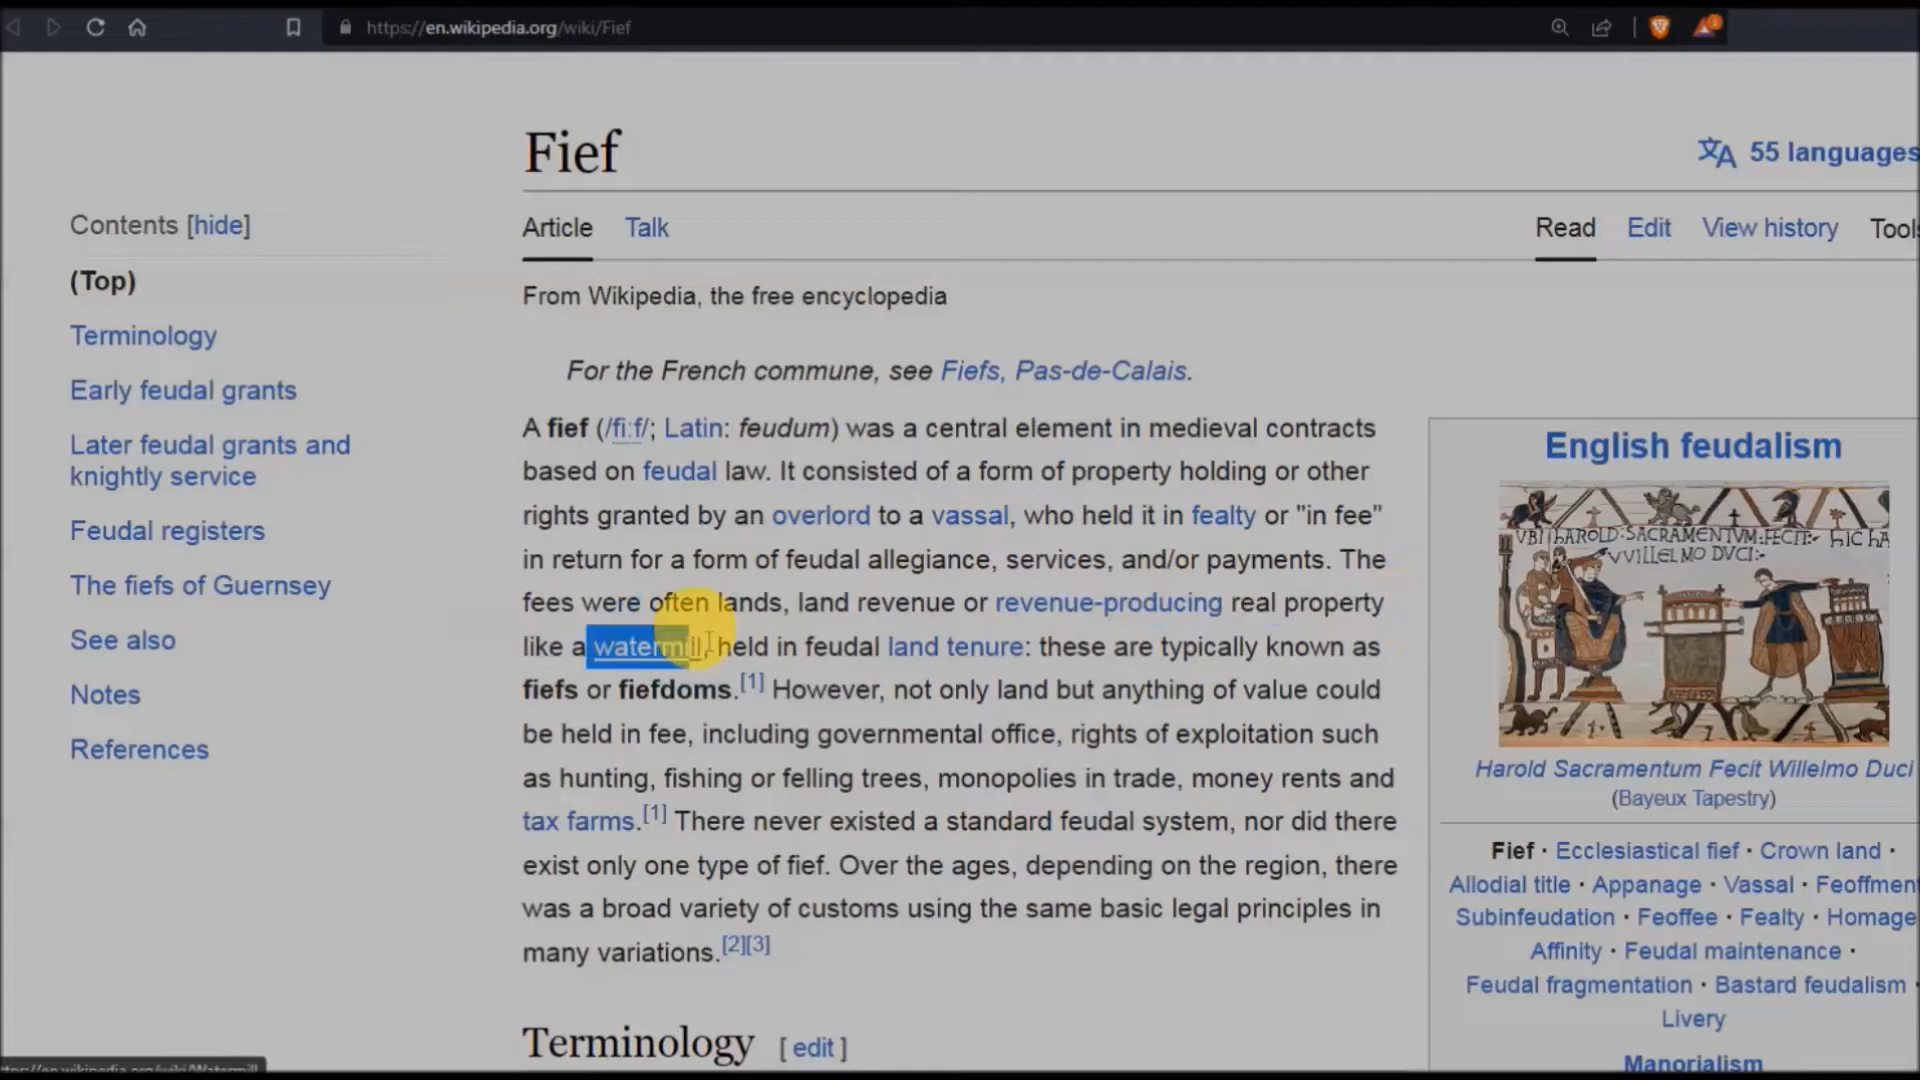 https://en.wikipedia.org/wiki/Fief
1
Fief
55 languages
Contents [hide]
(Top)
Terminology
Early feudal grants
Later feudal grants and
knightly service
Feudal registers
The fiefs of Guernsey
See also
Notes
References
Article Talk
Read Edit View history Tools
From Wikipedia, the free encyclopedia
For the French commune, see Fiefs, Pas-de-Calais.
A fief (/fiːf/; Latin: feudum) was a central element in medieval contracts
based on feudal law. It consisted of a form of property holding or other
rights granted by an overlord to a vassal, who held it in fealty or "in fee"
in return for a form of feudal allegiance, services, and/or payments. The
fees were often lands, land revenue or revenue-producing real property
like a watermill, held in feudal land tenure: these are typically known as
fiefs or fiefdoms.[1] However, not only land but anything of value could
be held in fee, including governmental office, rights of exploitation such
as hunting, fishing or felling trees, monopolies in trade, money rents and
tax farms.[1] There never existed a standard feudal system, nor did there
exist only one type of fief. Over the ages, depending on the region, there
was a broad variety of customs using the same basic legal principles in
many variations.[2][3]
Terminology [ edit ]
English feudalism
VBI hAROLD: SACRAMENTVM: FECIT: hIC hA
VVILLELMO DVCI:
Harold Sacramentum Fecit Willelmo Duci
(Bayeux Tapestry)
Fief · Ecclesiastical fief · Crown land ·
Allodial title · Appanage · Vassal · Feoffment
Subinfeudation · Feoffee · Fealty · Homage
Affinity · Feudal maintenance ·
Feudal fragmentation · Bastard feudalism ·
Livery
Manorialism